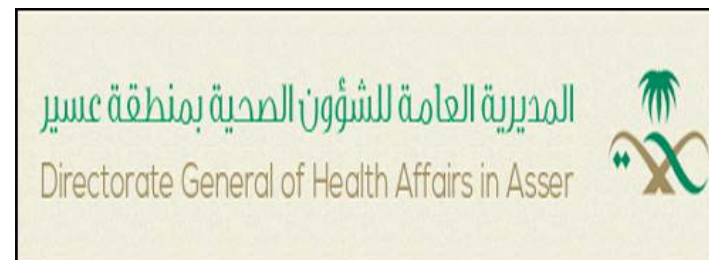 المديرية العامة للشؤون الصحية بمنطقة عسير
Directorate General of Health Affairs in Asser